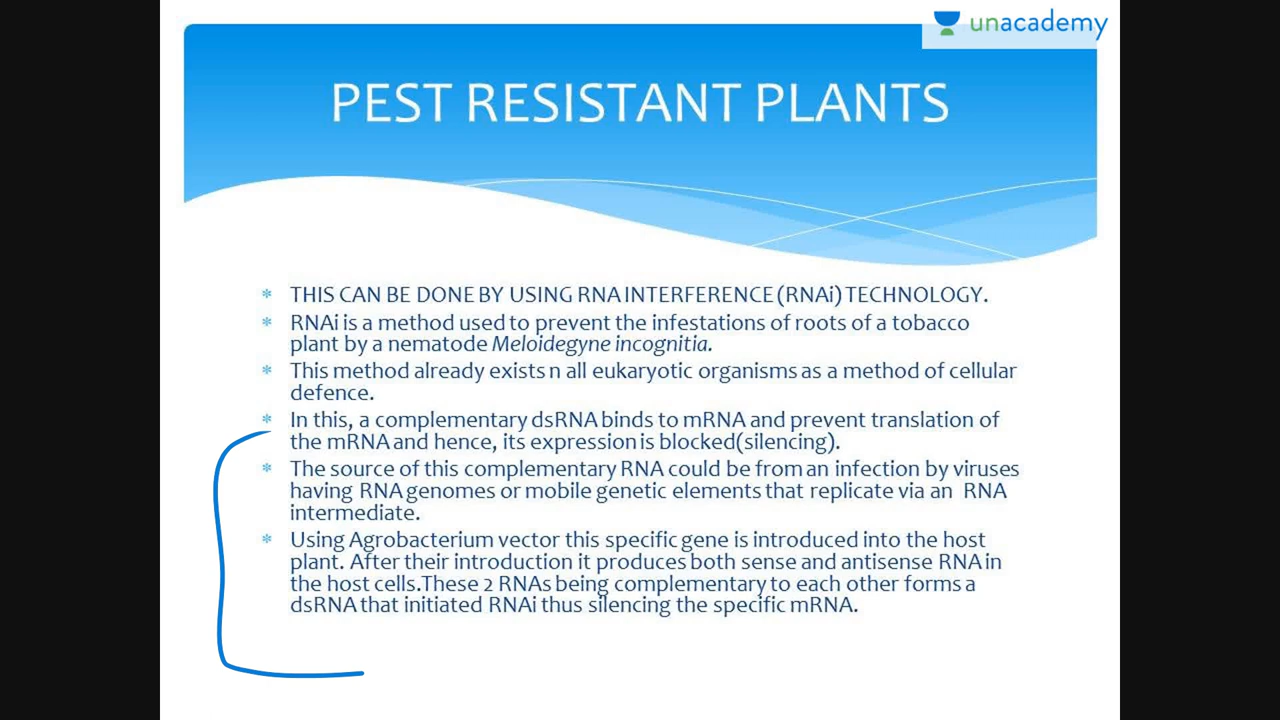 unacademy
PEST RESISTANT PLANTS
* THIS CAN BE DONE BY USING RNA INTERFERENCE (RNAi) TECHNOLOGY.
* RNAi is a method used to prevent the infestations of roots of a tobacco
plant by a nematode Meloidegyne incognitia.
* This method already exists n all eukaryotic organisms as a method of cellular
defence.
* In this, a complementary dsRNA binds to mRNA and prevent translation of
the mRNA and hence, its expression is blocked(silencing).
* The source of this complementary RNA could be from an infection by viruses
having RNA genomes or mobile genetic elements that replicate via an RNA
intermediate.
* Using Agrobacterium vector this specific gene is introduced into the host
plant. After their introduction it produces both sense and antisense RNA in
the host cells.These 2 RNAs being complementary to each other forms a
dsRNA that initiated RNAi thus silencing the specific mRNA.